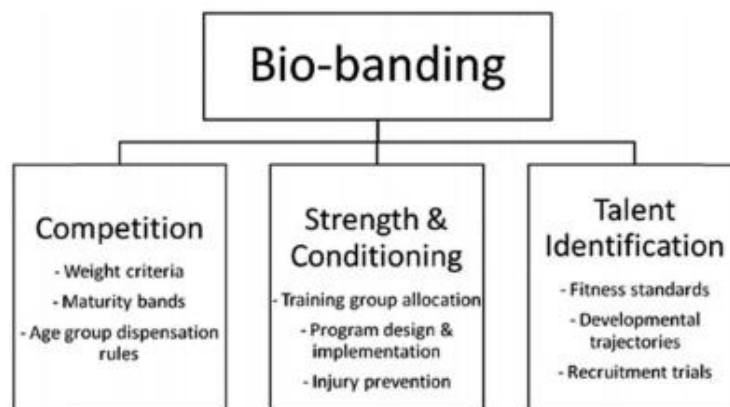 Bio-banding
Competition
- Weight criteria
- Maturity bands
- Age group dispensation
rules
Strength &
Conditioning
- Training group allocation
- Program design &
implementation
- Injury prevention
Talent
Identification
- Fitness standards
- Developmental
trajectories
- Recruitment trials